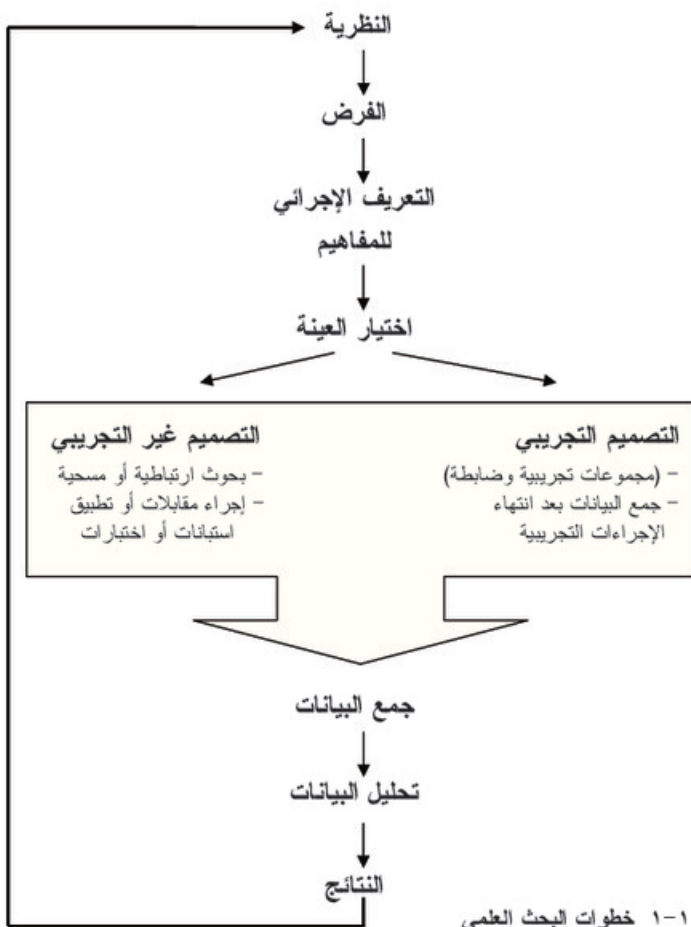 النظرية
الفرض
التعريف الإجرائي
للمفاهيم
اختيار العينة
التصميم التجريبي
- (مجموعات تجريبية وضابطة)
- جمع البيانات بعد انتهاء
الإجراءات التجريبية
التصميم غير التجريبي
- بحوث ارتباطية أو مسحية
- إجراء مقابلات أو تطبيق
استبانات أو اختبارات
جمع البيانات
تحليل البيانات
النتائج
١-١ خطوات البحث العلمي